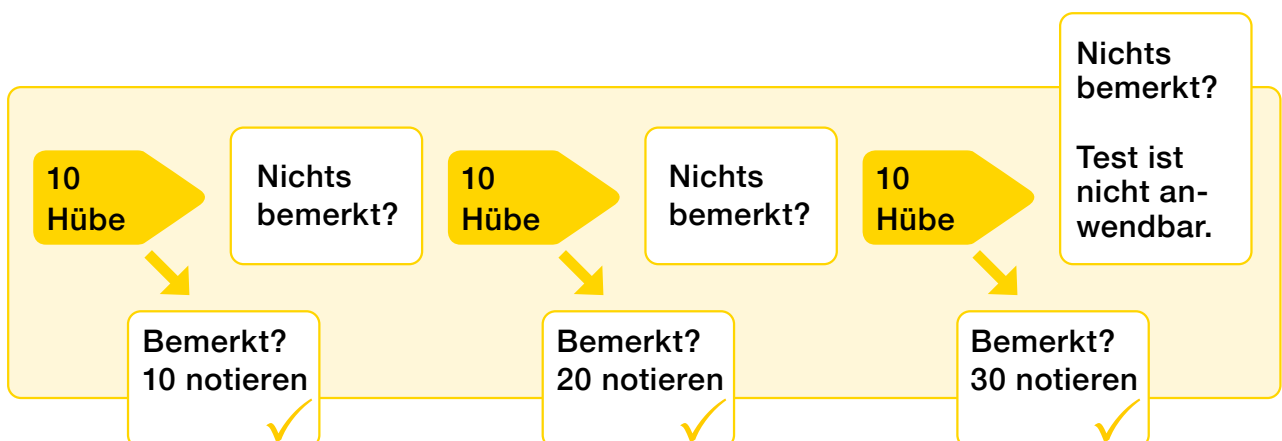 10
Hübe
Nichts
bemerkt?
Bemerkt?
10 notieren
10
Hübe
Nichts
bemerkt?
Bemerkt?
20 notieren
10
Hübe
Nichts
bemerkt?
Test ist
nicht an-
wendbar.
Bemerkt?
30 notieren